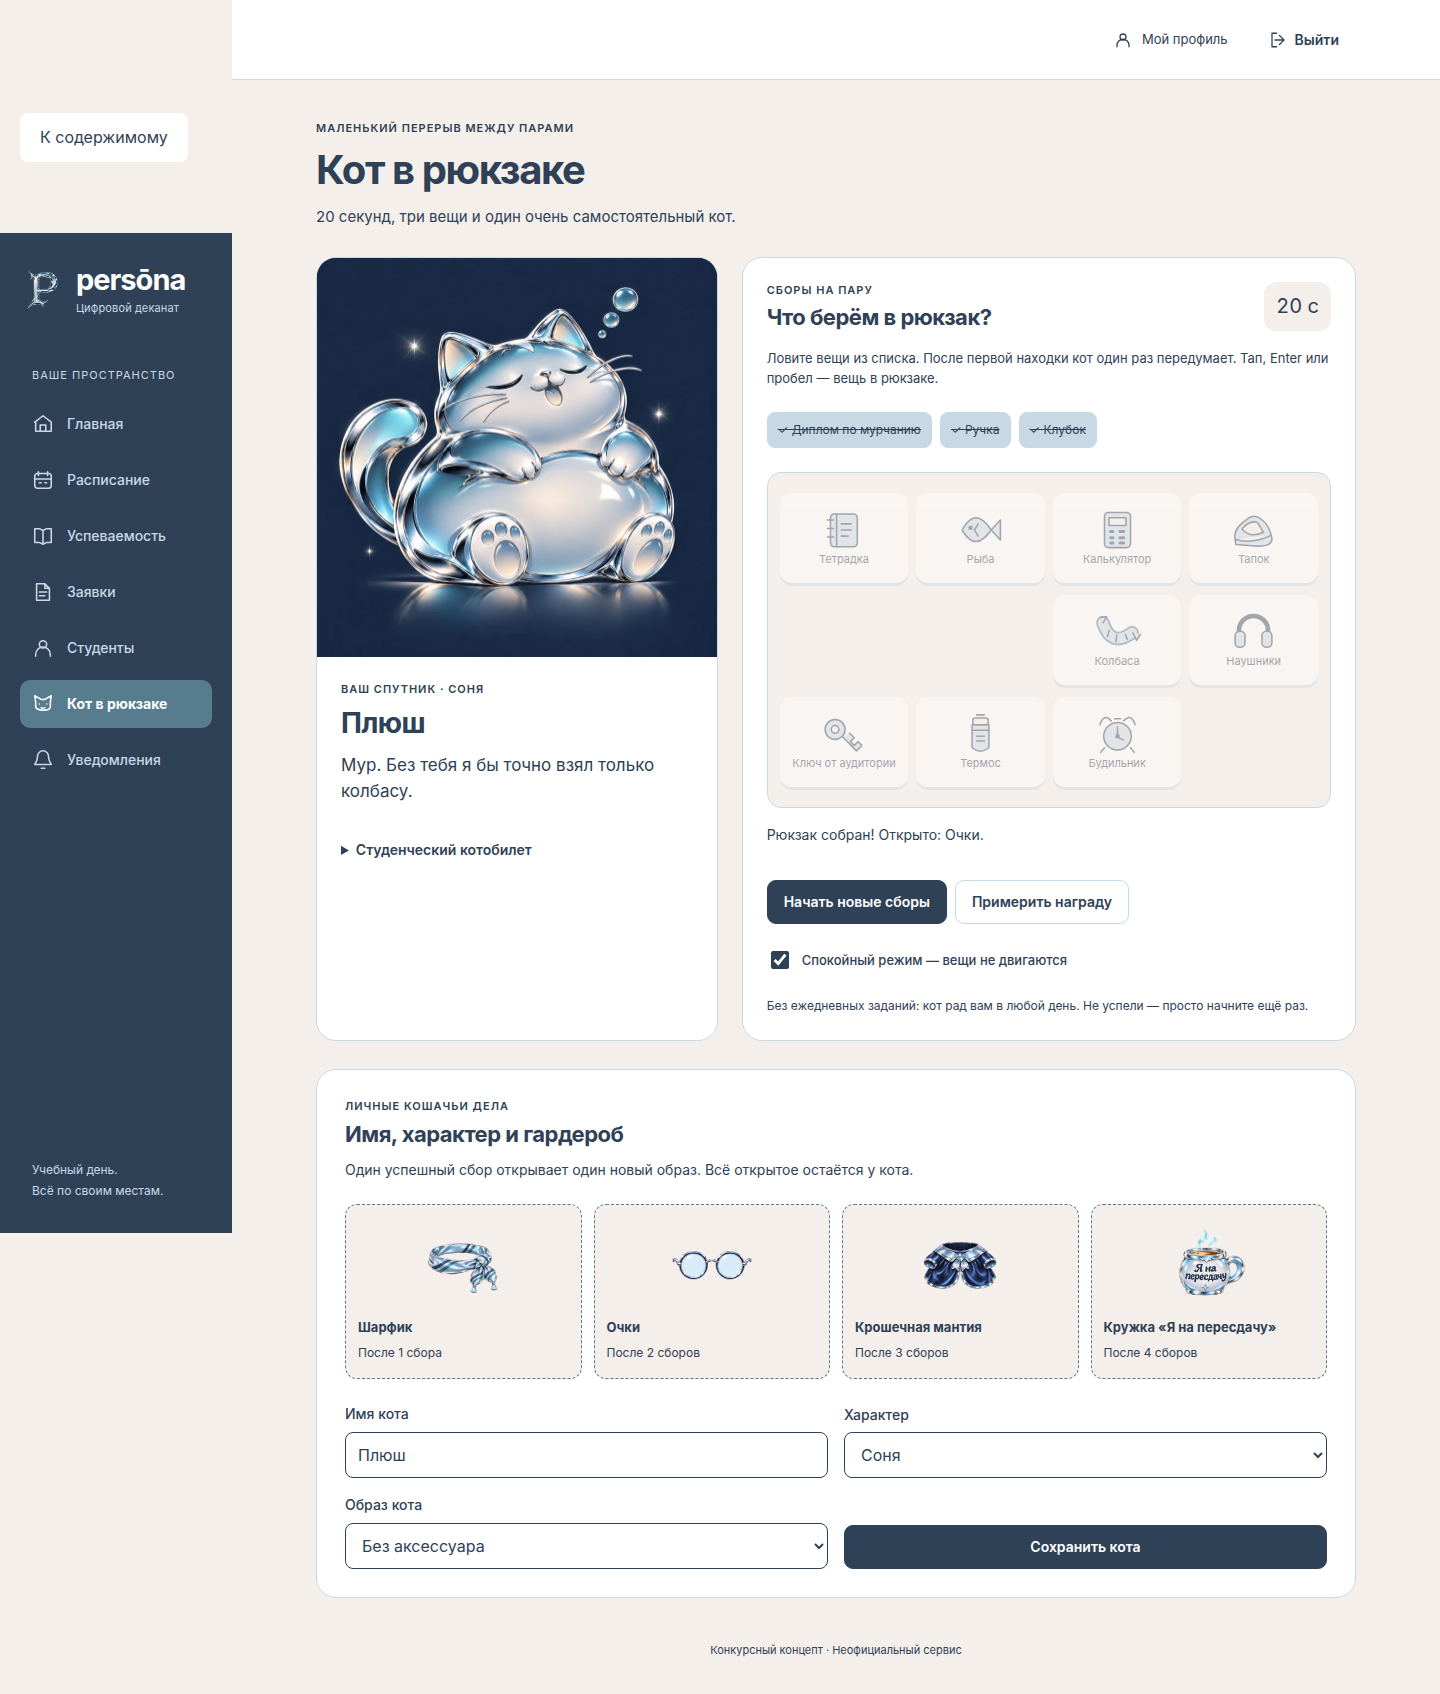 Мой профиль
Выйти
К содержимому
persōna
Цифровой деканат
ВАШЕ ПРОСТРАНСТВО
Главная
Расписание
Успеваемость
Заявки
Студенты
Кот в рюкзаке
Уведомления
Учебный день.
Всё по своим местам.
МАЛЕНЬКИЙ ПЕРЕРЫВ МЕЖДУ ПАРАМИ
Кот в рюкзаке
20 секунд, три вещи и один очень самостоятельный кот.
ВАШ СПУТНИК · СОНЯ
Плюш
Мур. Без тебя я бы точно взял только
колбасу.
Студенческий котобилет
СБОРЫ НА ПАРУ
Что берём в рюкзак?
20 с
Ловите вещи из списка. После первой находки кот один раз передумает. Тап, Enter или
пробел — вещь в рюкзаке.
✓ Диплом по мурчанию
✓ Ручка
✓ Клубок
Тетрадка
Рыба
Калькулятор
Тапок
Колбаса
Наушники
Ключ от аудитории
Термос
Будильник
Рюкзак собран! Открыто: Очки.
Начать новые сборы
Примерить награду
Спокойный режим — вещи не двигаются
Без ежедневных заданий: кот рад вам в любой день. Не успели — просто начните ещё раз.
ЛИЧНЫЕ КОШАЧЬИ ДЕЛА
Имя, характер и гардероб
Один успешный сбор открывает один новый образ. Всё открытое остаётся у кота.
Шарфик
После 1 сбора
Очки
После 2 сборов
Крошечная мантия
После 3 сборов
Я на
пересдачу
Кружка «Я на пересдачу»
После 4 сборов
Имя кота
Плюш
Характер
Соня
Образ кота
Без аксессуара
Сохранить кота
Конкурсный концепт · Неофициальный сервис